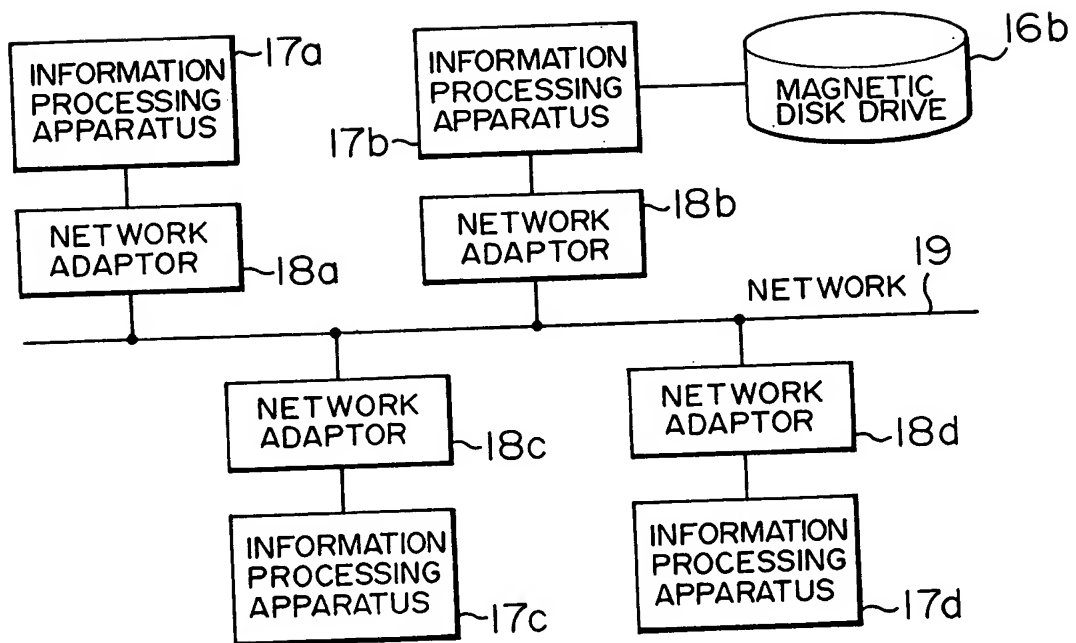 INFORMATION
PROCESSING
APPARATUS
17a
INFORMATION
PROCESSING
APPARATUS
17b
MAGNETIC
DISK DRIVE
16b
NETWORK
ADAPTOR
18a
NETWORK
ADAPTOR
18b
NETWORK
19
NETWORK
ADAPTOR
18c
NETWORK
ADAPTOR
18d
INFORMATION
PROCESSING
APPARATUS
17c
INFORMATION
PROCESSING
APPARATUS
17d